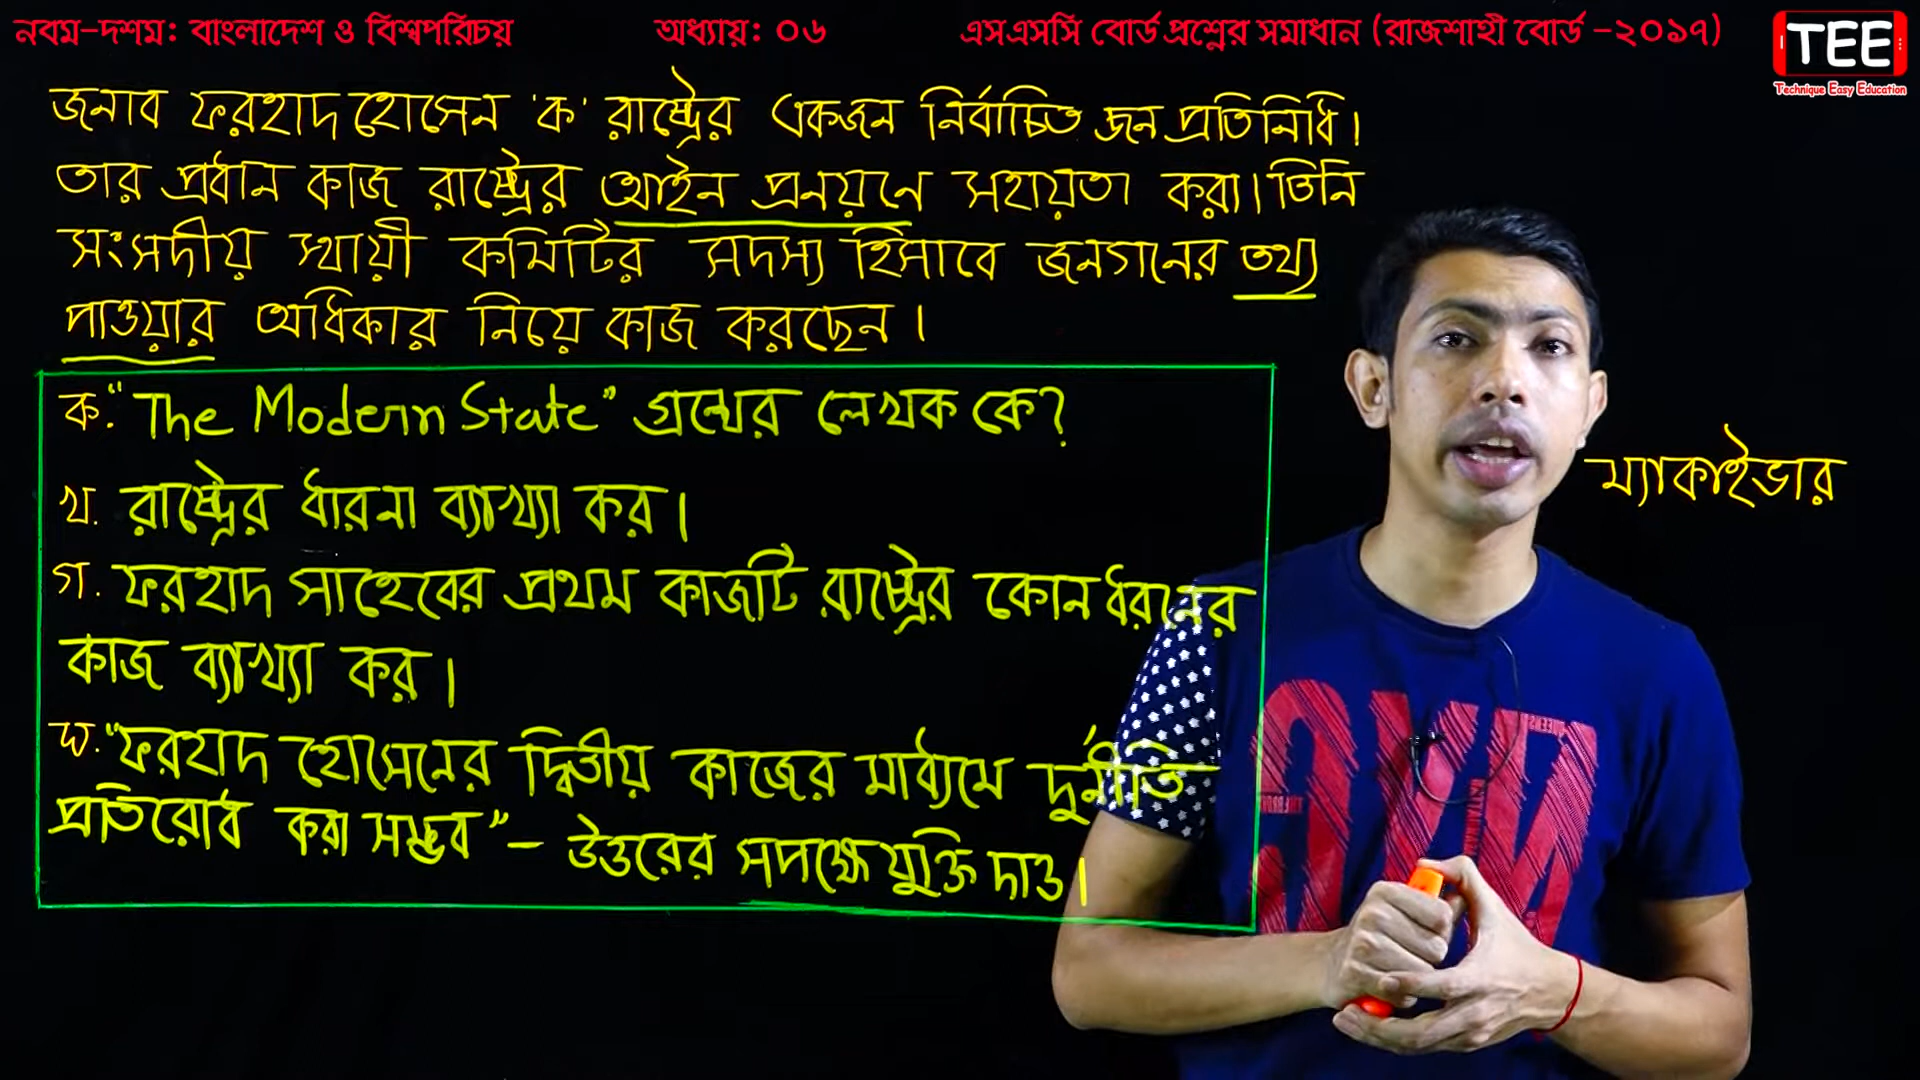 নবম-দশম: বাংলাদেশ ও বিশ্বপরিচয় অধ্যায়: ০৬ এসএসসি বোর্ড প্রশ্নের সমাধান (রাজশাহী বোর্ড -২০১৭)
TEE
Technique Easy Education
জনাব ফরহাদ হোসেন 'ক' রাষ্ট্রের একজন নির্বাচিত জন প্রতিনিধি।
তার প্রধান কাজ রাষ্ট্রের আইন প্রনয়নে সহায়তা করা। তিনি
সংসদীয় স্থায়ী কমিটির সদস্য হিসাবে জনগনের তথ্য
পাওয়ার অধিকার নিয়ে কাজ করছেন।
ক. "The Modern State" গ্রন্থের লেখক কে?
ম্যাকাইভার
খ. রাষ্ট্রের ধারনা ব্যাখ্যা কর।
গ. ফরহাদ সাহেবের প্রথম কাজটি রাষ্ট্রের কোন ধরনের
কাজ ব্যাখ্যা কর।
ঘ. "ফরহাদ হোসেনের দ্বিতীয় কাজের মাধ্যমে দুর্নীতি
প্রতিরোধ করা সম্ভব" – উত্তরের সপক্ষে যুক্তি দাও।